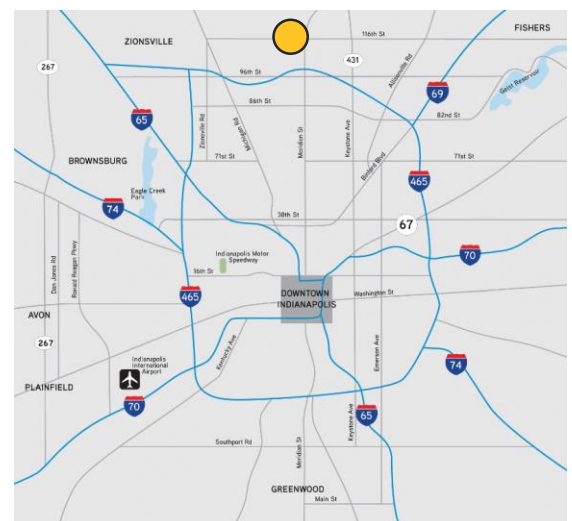 FISHERS
116th St
ZIONSVILLE
431
267
96th St
Allisonville Rd
69
Geist Reservoir
86th St
82nd St
65
Zionsville Rd
Michigan Rd
Meridian St
Keystone Ave
Binford Blvd
BROWNSBURG
71st St
71st St
465
Eagle Creek
Park
74
38th St
67
Indianapolis Motor
Speedway
70
16th St
Dan Jones Rd
Ronald Reagan Pkwy
465
DOWNTOWN
INDIANAPOLIS
Washington St
AVON
267
Kentucky Ave
Emerson Ave
Indianapolis
International
Airport
74
PLAINFIELD
70
65
Keystone Ave
Southport Rd
Meridian St
GREENWOOD
Main St